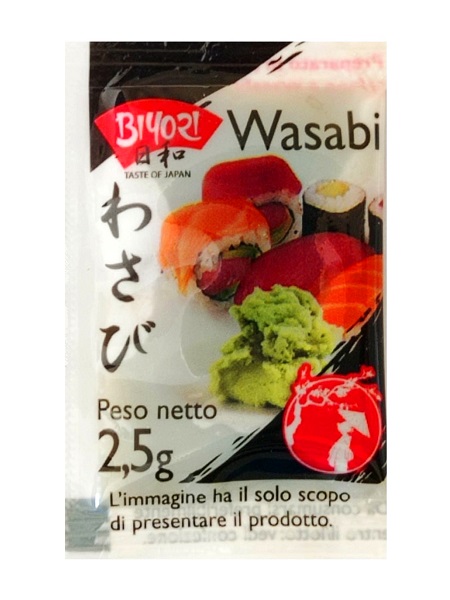 Preparato
BIYORI
日和
TASTE OF JAPAN
Wasabi
わさび
Peso netto
2,5g
L'immagine ha il solo scopo
di presentare il prodotto.